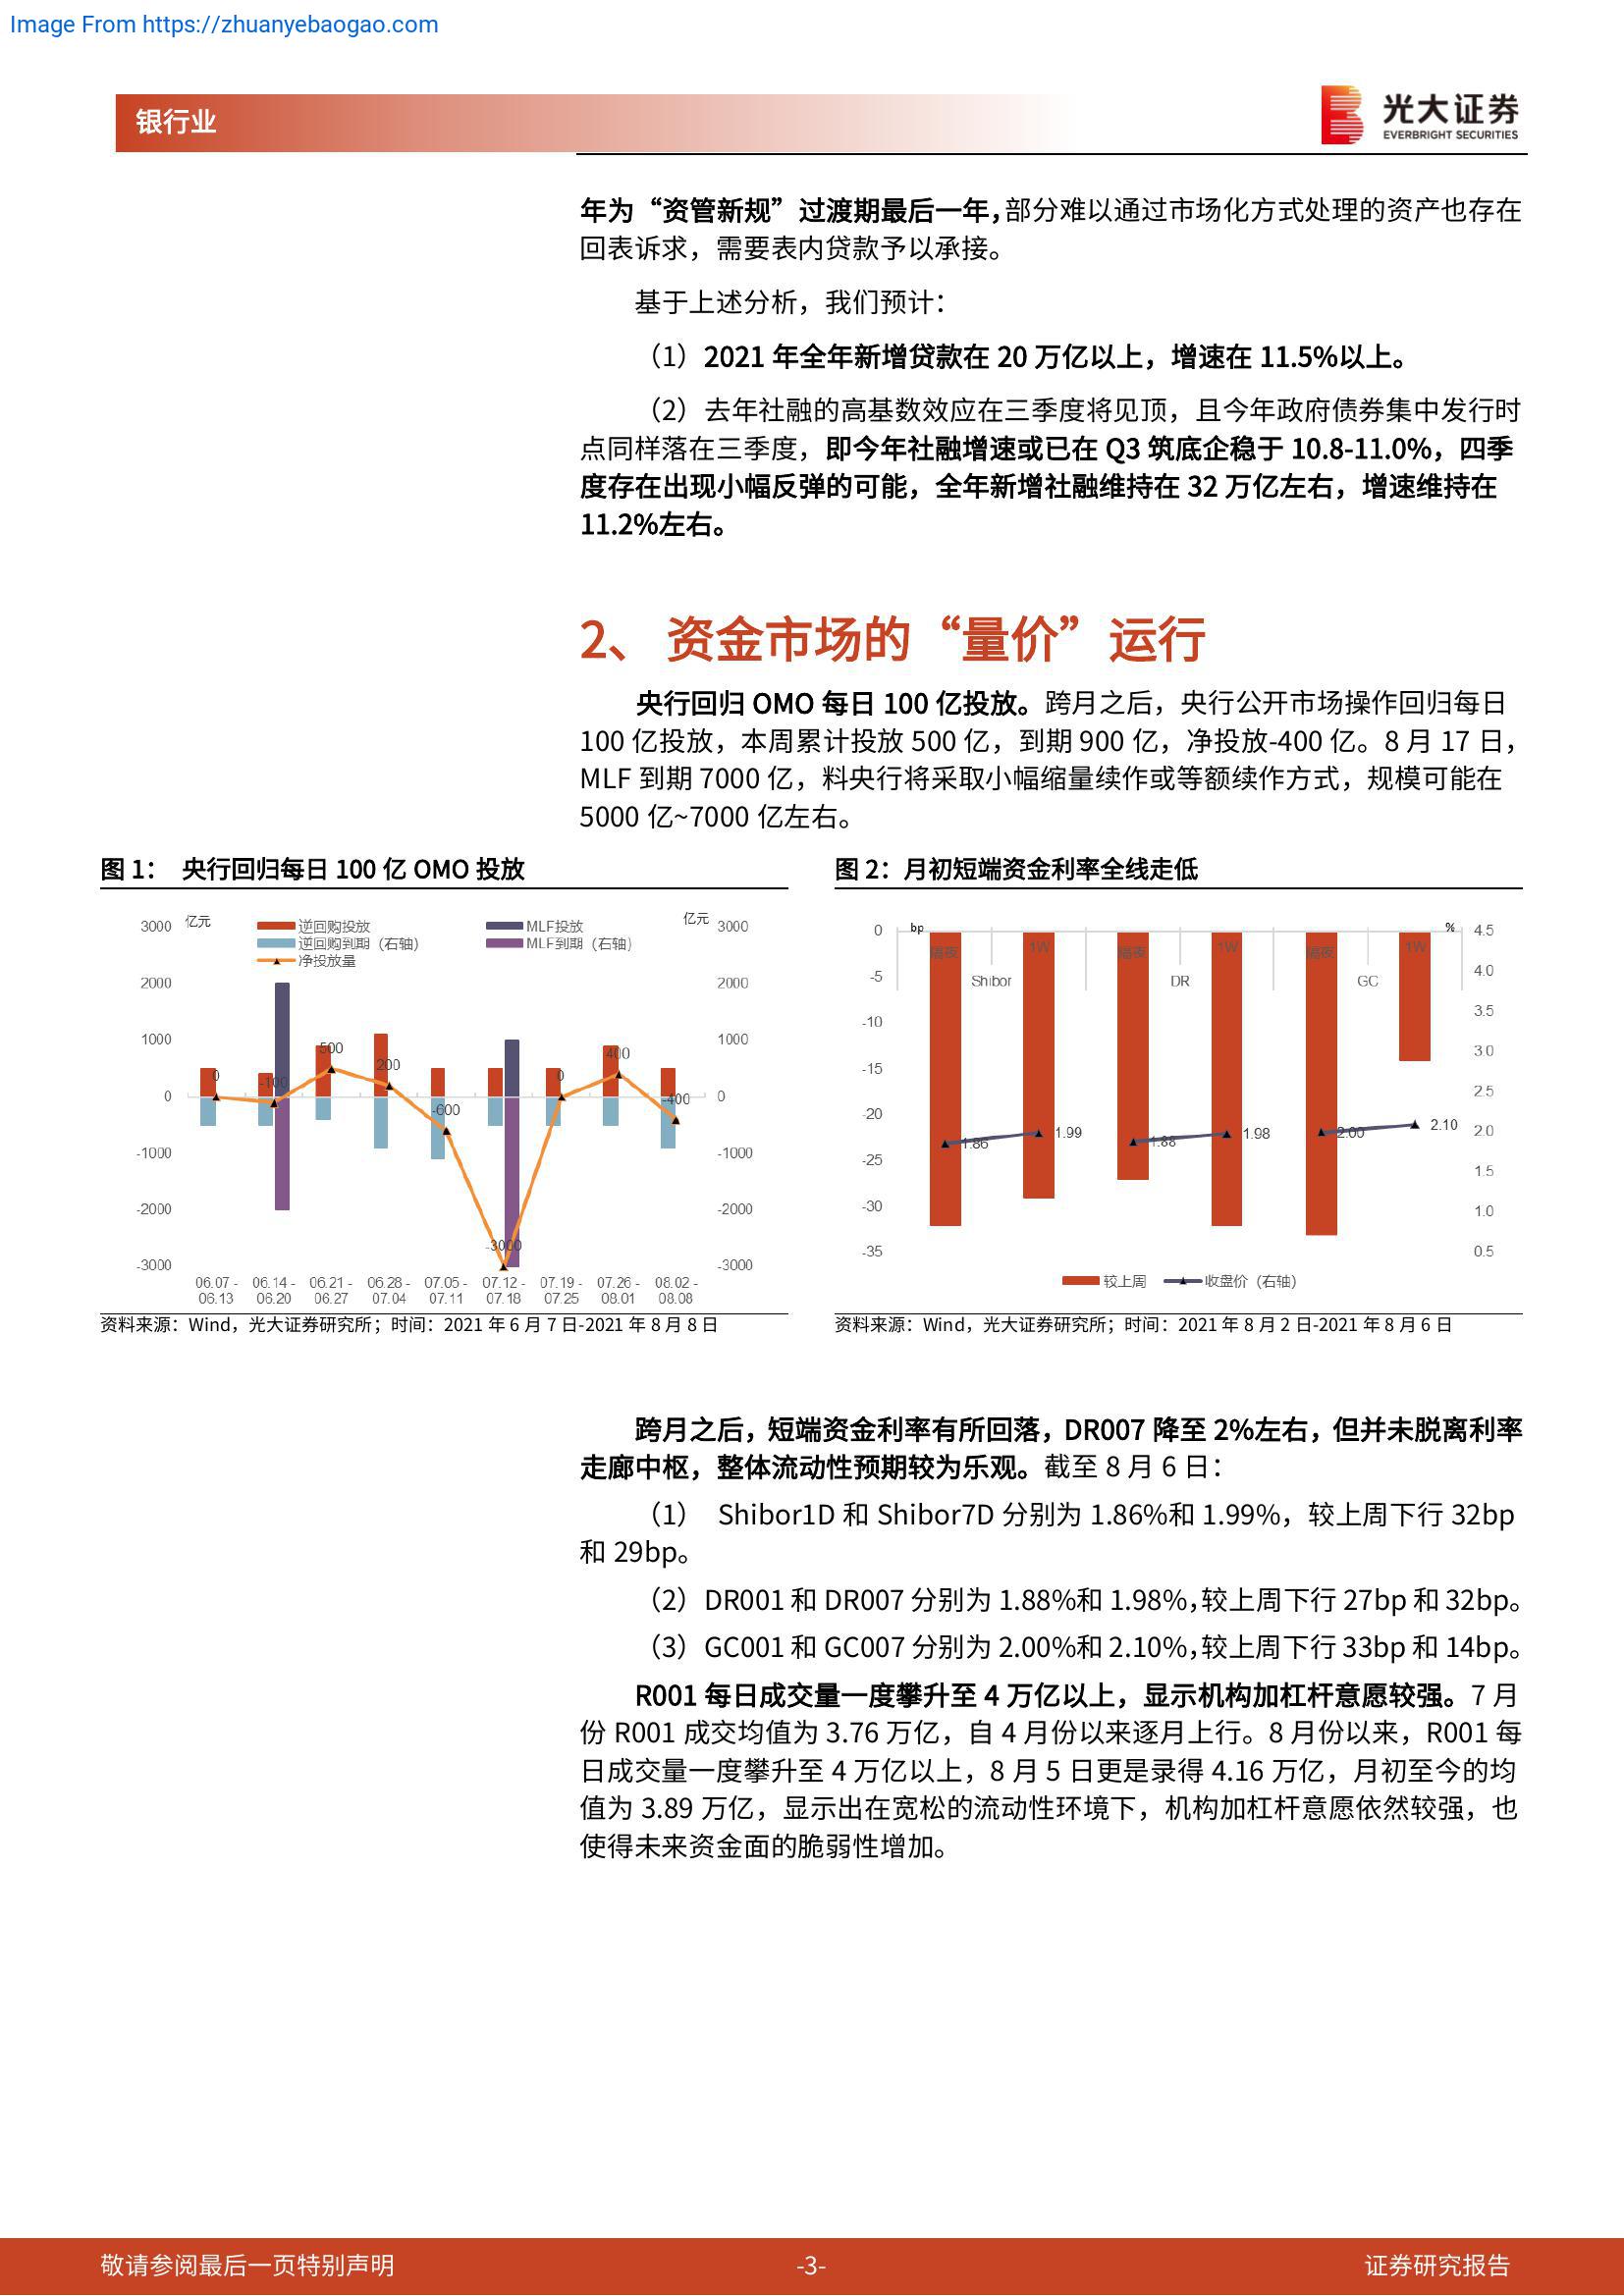 Image From https://zhuanyebaogao.com
银行业
光大证券
EVERBRIGHT SECURITIES
年为“资管新规”过渡期最后一年，部分难以通过市场化方式处理的资产也存在
回表诉求，需要表内贷款予以承接。
基于上述分析，我们预计：
（1）2021 年全年新增贷款在 20 万亿以上，增速在 11.5%以上。
（2）去年社融的高基数效应在三季度将见顶，且今年政府债券集中发行时
点同样落在三季度，即今年社融增速或已在 Q3 筑底企稳于 10.8-11.0%，四季
度存在出现小幅反弹的可能，全年新增社融维持在 32 万亿左右，增速维持在
11.2%左右。
2、 资金市场的“量价”运行
央行回归 OMO 每日 100 亿投放。跨月之后，央行公开市场操作回归每日
100 亿投放，本周累计投放 500 亿，到期 900 亿，净投放-400 亿。8 月 17 日，
MLF 到期 7000 亿，料央行将采取小幅缩量续作或等额续作方式，规模可能在
5000 亿~7000 亿左右。
图 1： 央行回归每日 100 亿 OMO 投放
亿元
亿元
逆回购投放
MLF投放
逆回购到期（右轴）
MLF到期（右轴）
净投放量
3000
2000
1000
0
-1000
-2000
-3000
3000
2000
1000
0
-1000
-2000
-3000
0
-100
500
200
-600
-3000
0
400
-400
06.07 - 06.14 - 06.21 - 06.28 - 07.05 - 07.12 - 07.19 - 07.26 - 08.02 -
06.13 06.20 06.27 07.04 07.11 07.18 07.25 08.01 08.08
资料来源：Wind，光大证券研究所；时间：2021 年 6 月 7 日-2021 年 8 月 8 日
图 2：月初短端资金利率全线走低
bp
%
0
-5
-10
-15
-20
-25
-30
-35
4.5
4.0
3.5
3.0
2.5
2.0
1.5
1.0
0.5
隔夜 1W 隔夜 1W 隔夜 1W
Shibor DR GC
1.86
1.99
1.88
1.98
2.00
2.10
较上周
收盘价（右轴）
资料来源：Wind，光大证券研究所；时间：2021 年 8 月 2 日-2021 年 8 月 6 日
跨月之后，短端资金利率有所回落，DR007 降至 2%左右，但并未脱离利率
走廊中枢，整体流动性预期较为乐观。截至 8 月 6 日：
（1） Shibor1D 和 Shibor7D 分别为 1.86%和 1.99%，较上周下行 32bp
和 29bp。
（2）DR001 和 DR007 分别为 1.88%和 1.98%，较上周下行 27bp 和 32bp。
（3）GC001 和 GC007 分别为 2.00%和 2.10%，较上周下行 33bp 和 14bp。
R001 每日成交量一度攀升至 4 万亿以上，显示机构加杠杆意愿较强。7 月
份 R001 成交均值为 3.76 万亿，自 4 月份以来逐月上行。8 月份以来，R001 每
日成交量一度攀升至 4 万亿以上，8 月 5 日更是录得 4.16 万亿，月初至今的均
值为 3.89 万亿，显示出在宽松的流动性环境下，机构加杠杆意愿依然较强，也
使得未来资金面的脆弱性增加。
敬请参阅最后一页特别声明
-3-
证券研究报告